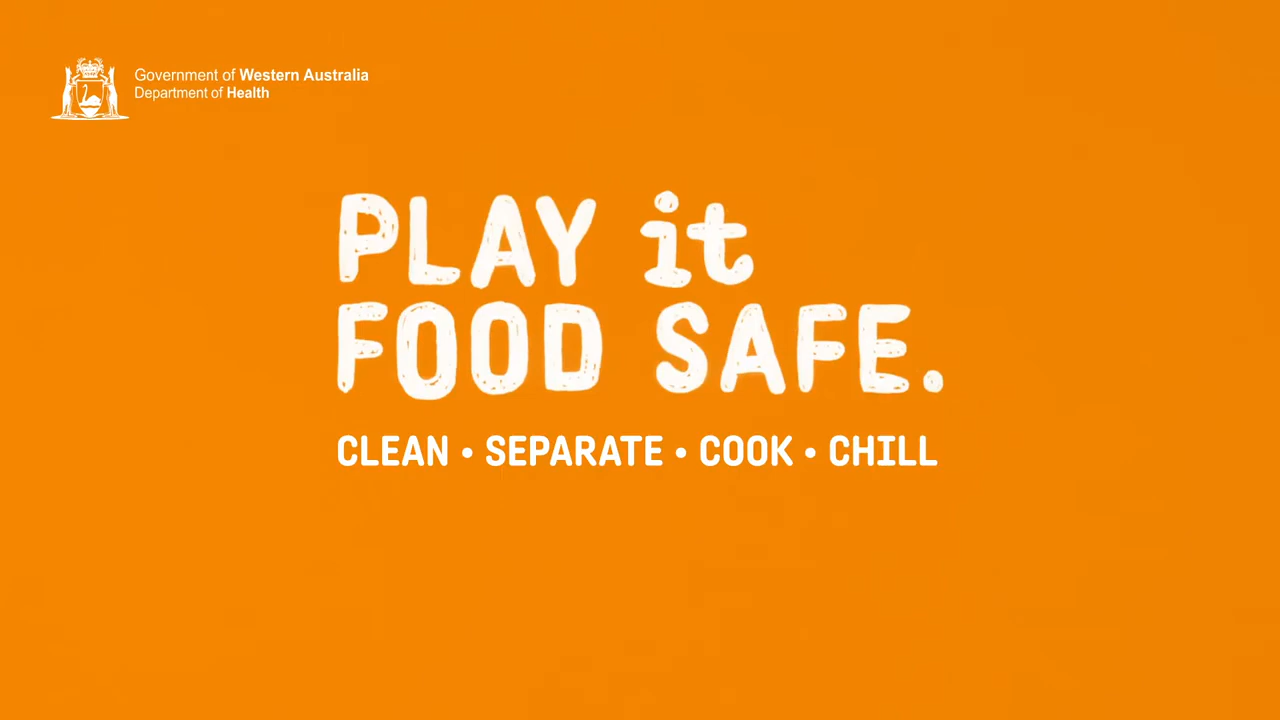 Government of Western Australia
Department of Health
PLAY it
FOOD SAFE.
CLEAN • SEPARATE • COOK • CHILL